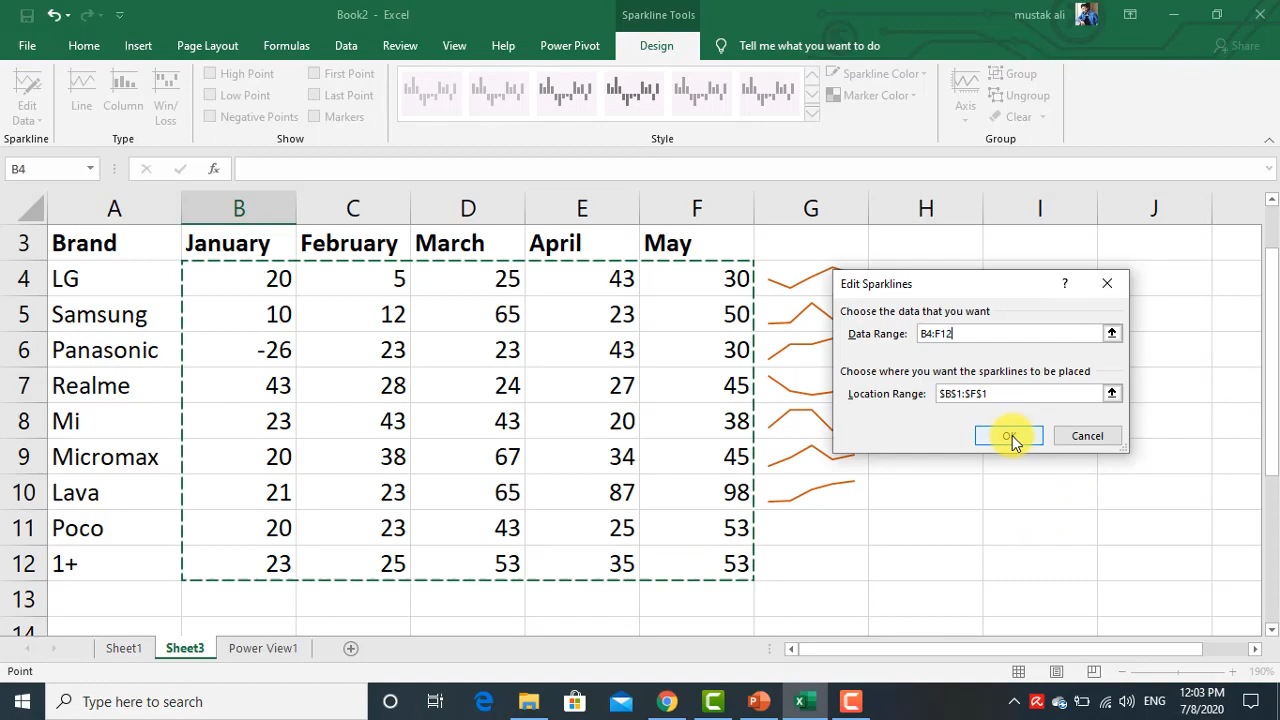 Book2 - Excel
Sparkline Tools
mustak ali
File Home Insert Page Layout Formulas Data Review View Help Power Pivot Design Tell me what you want to do Share
Edit Data
Sparkline
Line Column Win/Loss
Type
High Point First Point
Low Point Last Point
Negative Points Markers
Show
Style
Sparkline Color
Marker Color
Axis
Group
Ungroup
Clear
Group
B4 fx
A B C D E F G H I J
3 Brand January February March April May
4 LG 20 5 25 43 30
5 Samsung 10 12 65 23 50
6 Panasonic -26 23 23 43 30
7 Realme 43 28 24 27 45
8 Mi 23 43 43 20 38
9 Micromax 20 38 67 34 45
10 Lava 21 23 65 87 98
11 Poco 20 23 43 25 53
12 1+ 23 25 53 35 53
13
14
Edit Sparklines ?
Choose the data that you want
Data Range: B4:F12
Choose where you want the sparklines to be placed
Location Range: $B$1:$F$1
OK Cancel
Sheet1 Sheet3 Power View1
Point 190%
Type here to search
ENG
12:03 PM
7/8/2020